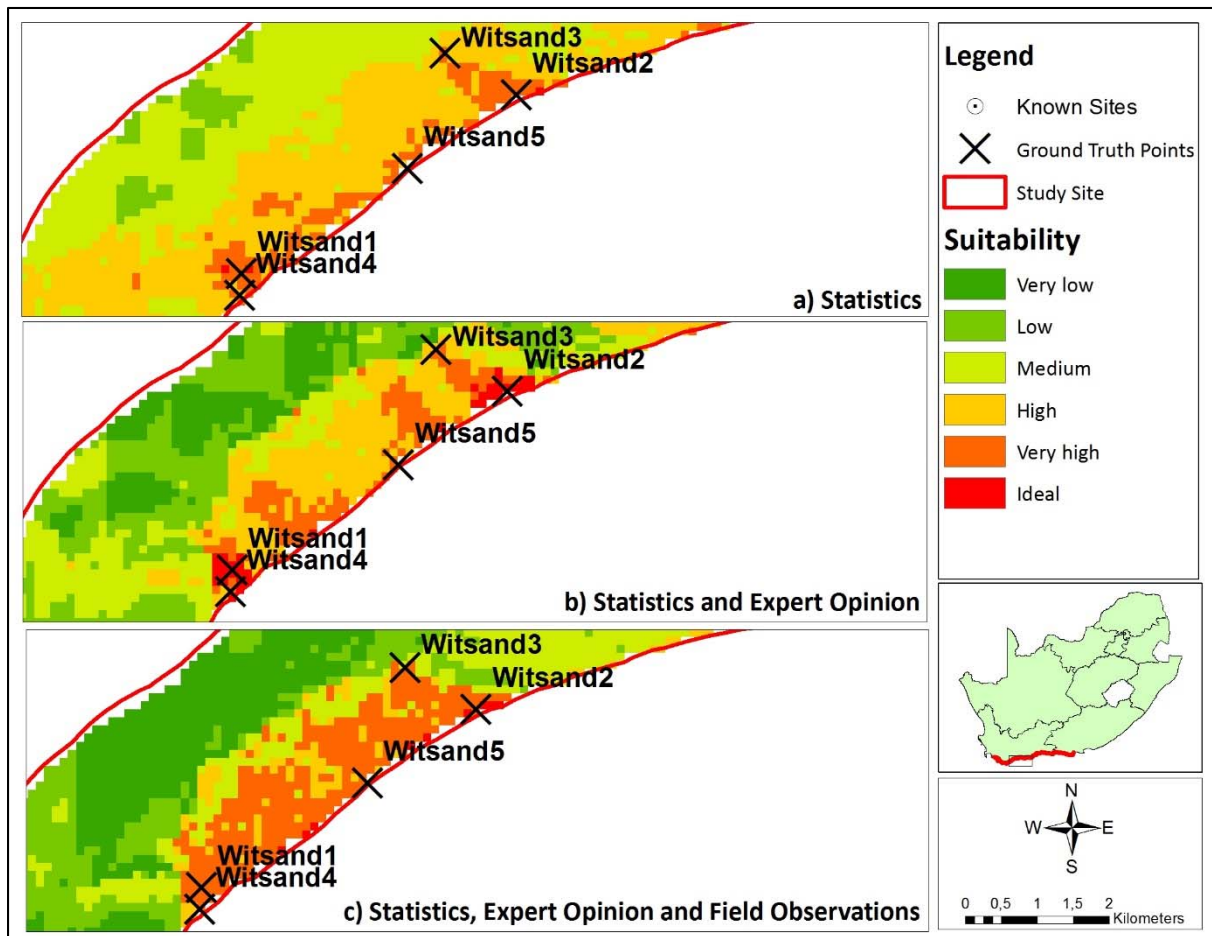 Witsand3
Witsand2
Witsand5
Witsand1
Witsand4
a) Statistics
Witsand3
Witsand2
Witsand5
Witsand1
Witsand4
b) Statistics and Expert Opinion
Witsand3
Witsand2
Witsand5
Witsand1
Witsand4
c) Statistics, Expert Opinion and Field Observations
Legend
Known Sites
Ground Truth Points
Study Site
Suitability
Very low
Low
Medium
High
Very high
Ideal
N
W E
S
0 0,5 1 1,5 2
Kilometers